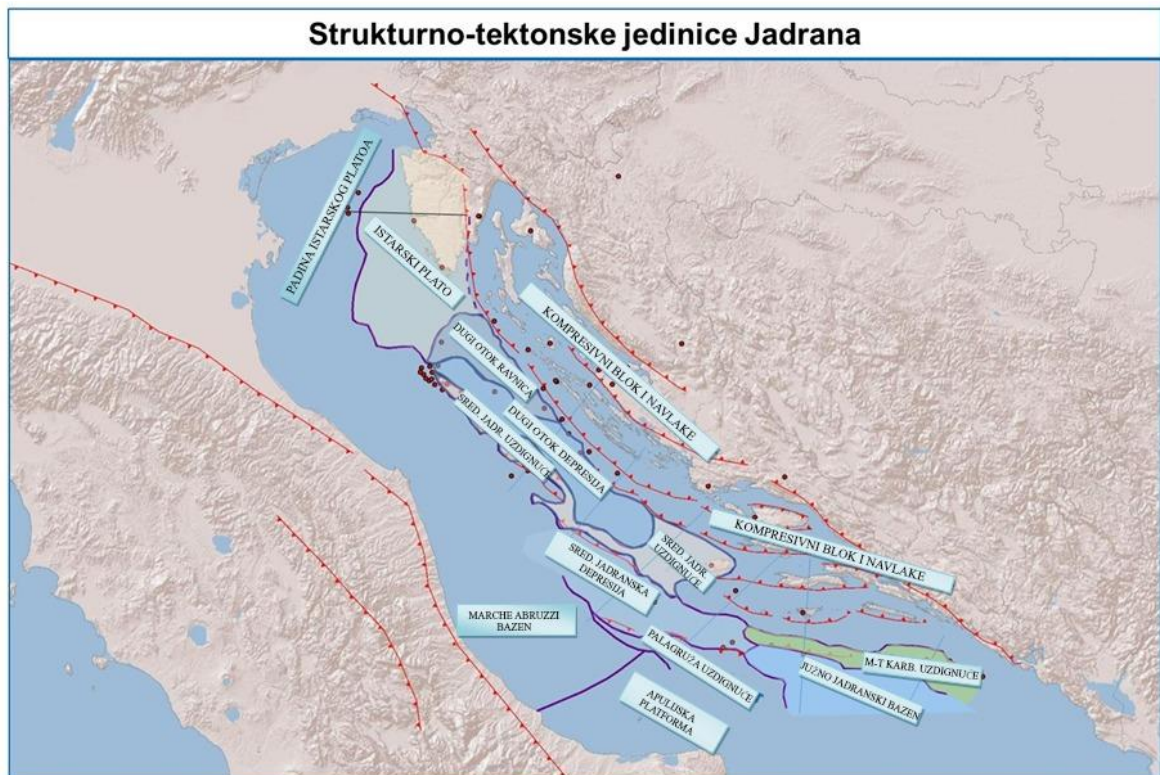 Strukturno-tektonske jedinice Jadrana
PADINA ISTARSKOG PLATOA
ISTARSKI PLATO
KOMPRESIVNI BLOK I NAVLAKE
DUGI OTOK RAVNICA
SRED. JADR. UZDIGNUĆE
DUGI OTOK DEPRESIJA
KOMPRESIVNI BLOK I NAVLAKE
SRED. JADR.
UZDIGNUĆE
SRED. JADRANSKA
DEPRESIJA
MARCHE ABRUZZI
BAZEN
PALAGRUŽA UZDIGNUĆE
M-T KARB. UZDIGNUĆE
JUŽNO JADRANSKI BAZEN
APULIJSKA
PLATFORMA